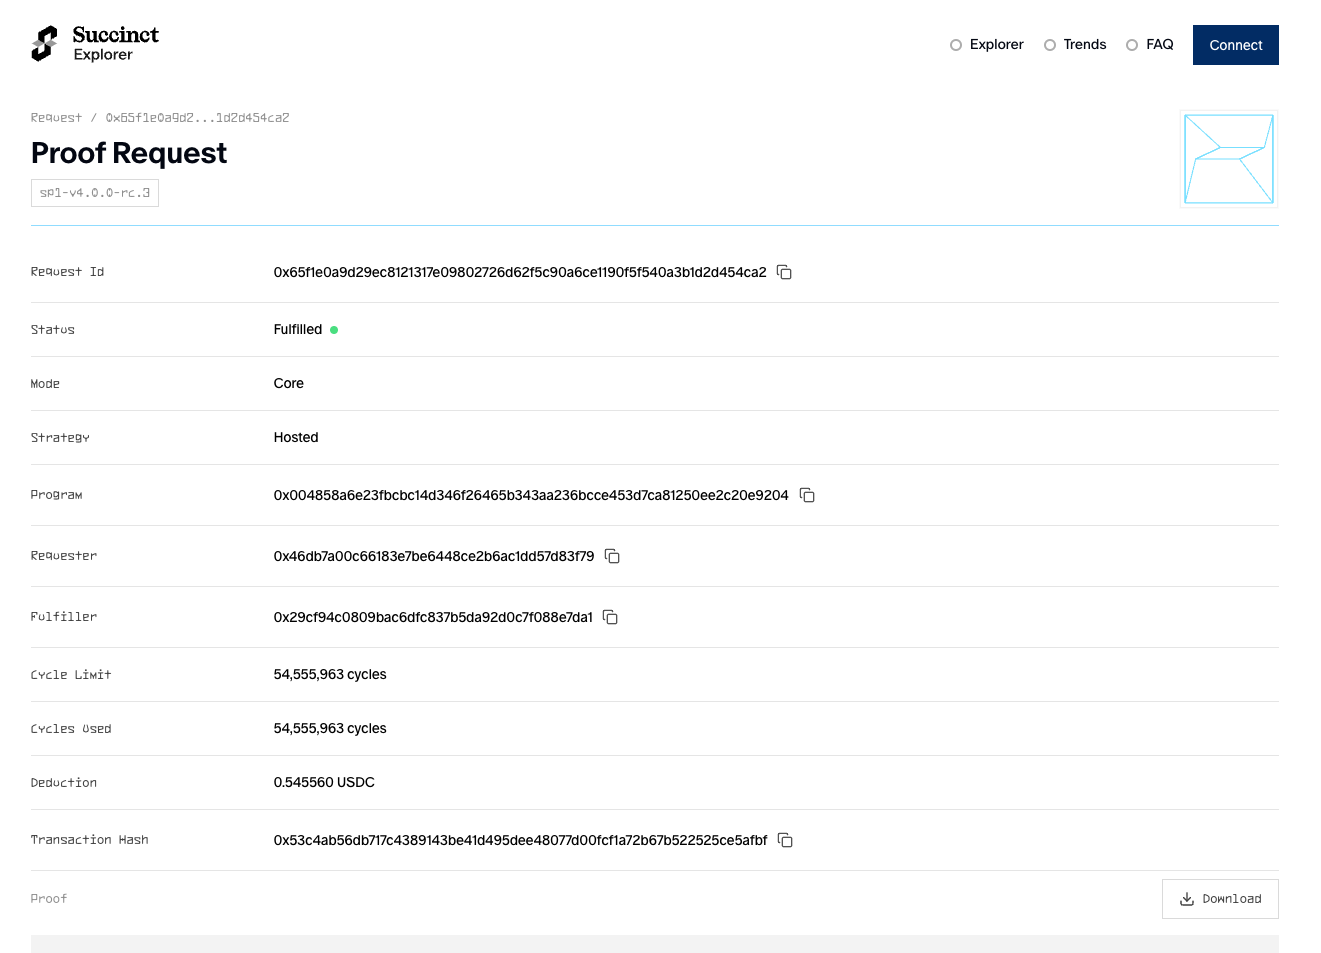 Succinct
Explorer
Explorer
Trends
FAQ
Connect
Request / 0x65f1e0a9d2...1d2d454ca2
Proof Request
sp1-v4.0.0-rc.3
Request Id 0x65f1e0a9d29ec8121317e09802726d62f5c90a6ce1190f5f540a3b1d2d454ca2
Status Fulfilled
Mode Core
Strategy Hosted
Program 0x004858a6e23fbcbc14d346f26465b343aa236bcce453d7ca81250ee2c20e9204
Requester 0x46db7a00c66183e7be6448ce2b6ac1dd57d83f79
Fulfiller 0x29cf94c0809bac6dfc837b5da92d0c7f088e7da1
Cycle Limit 54,555,963 cycles
Cycles Used 54,555,963 cycles
Deduction 0.545560 USDC
Transaction Hash 0x53c4ab56db717c4389143be41d495dee48077d00fcf1a72b67b522525ce5afbf
Proof
Download